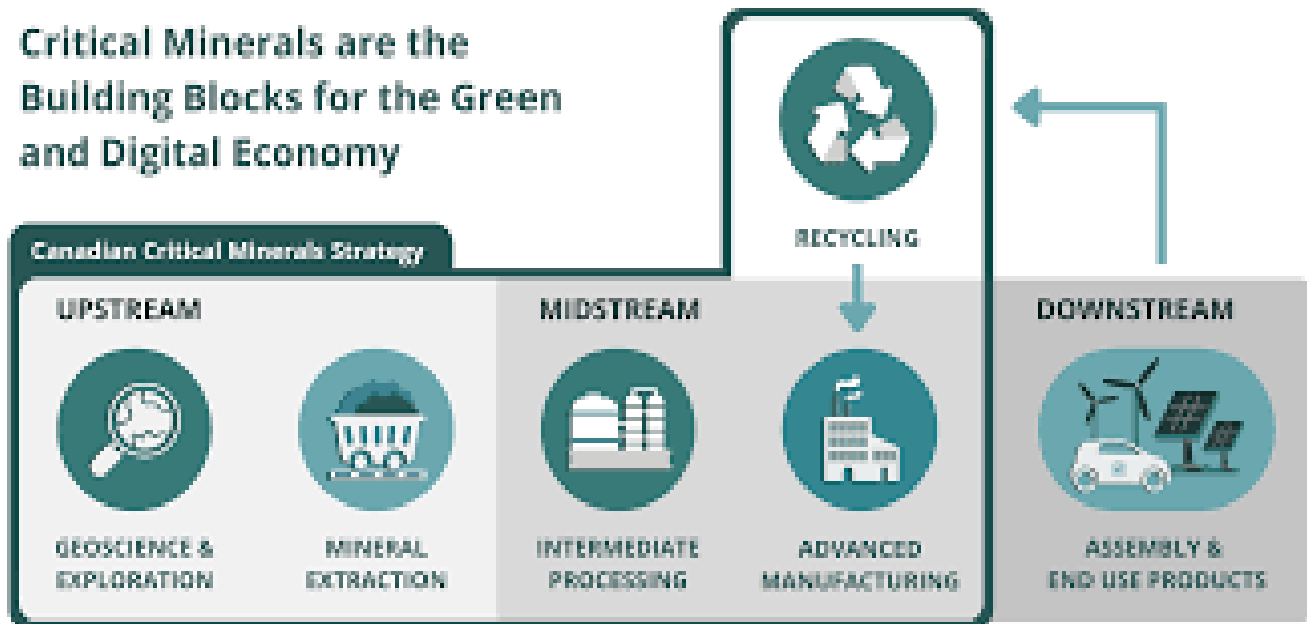 Critical Minerals are the
Building Blocks for the Green
and Digital Economy
RECYCLING
Canadian Critical Minerals Strategy
UPSTREAM
MIDSTREAM
DOWNSTREAM
GEOSCIENCE &
EXPLORATION
MINERAL
EXTRACTION
INTERMEDIATE
PROCESSING
ADVANCED
MANUFACTURING
ASSEMBLY &
END USE PRODUCTS